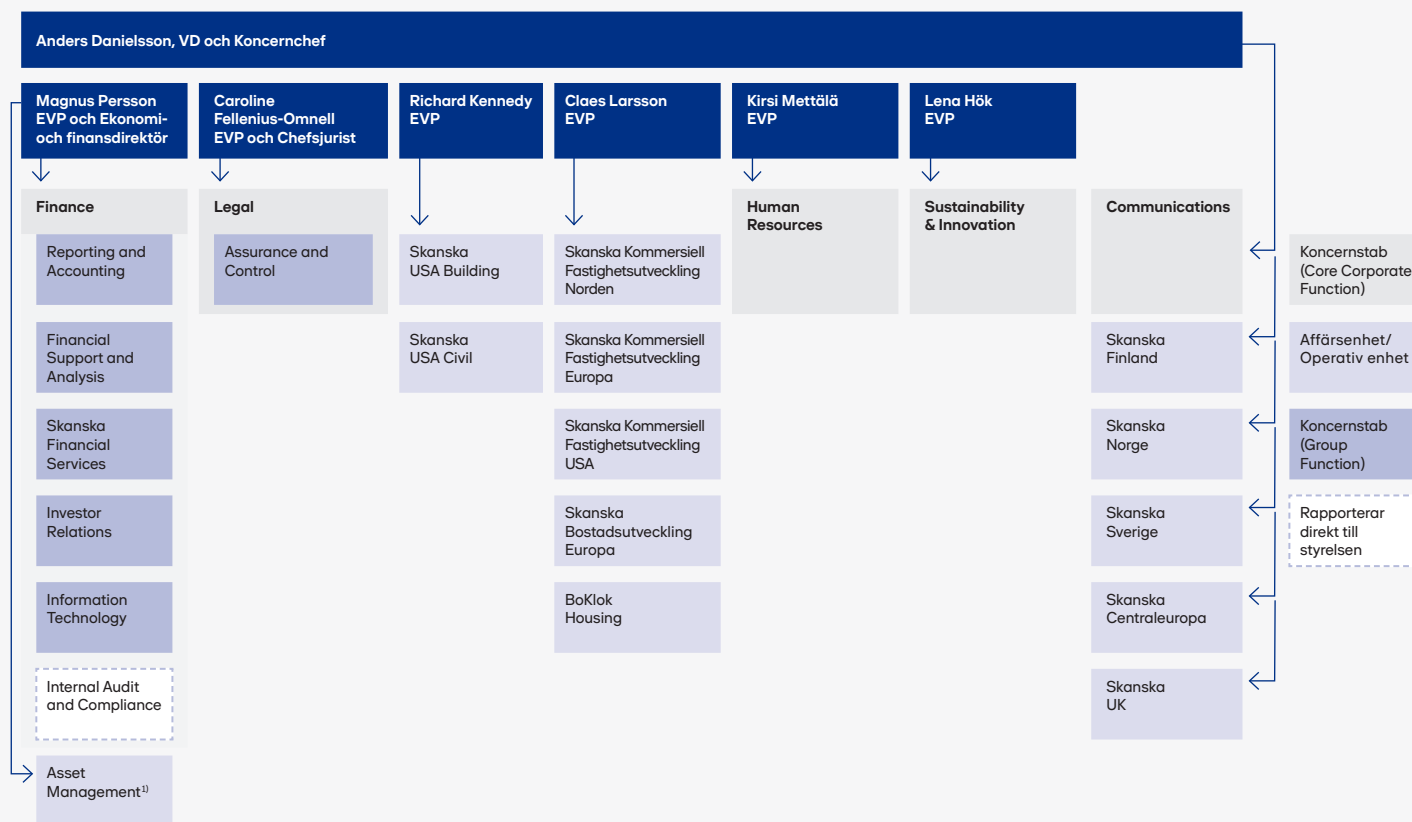 Anders Danielsson, VD och Koncernchef
Magnus Persson
EVP och Ekonomi-
och finansdirektör
Caroline
Fellenius-Omnell
EVP och Chefsjurist
Richard Kennedy
EVP
Claes Larsson
EVP
Kirsi Mettälä
EVP
Lena Hök
EVP
Finance
Reporting and
Accounting
Financial
Support and
Analysis
Skanska
Financial
Services
Investor
Relations
Information
Technology
Internal Audit
and Compliance
Asset
Management¹⁾
Legal
Assurance and
Control
Skanska
USA Building
Skanska
USA Civil
Skanska Kommersiell
Fastighetsutveckling
Norden
Skanska Kommersiell
Fastighetsutveckling
Europa
Skanska Kommersiell
Fastighetsutveckling
USA
Skanska
Bostadsutveckling
Europa
BoKlok
Housing
Human
Resources
Sustainability
& Innovation
Communications
Skanska
Finland
Skanska
Norge
Skanska
Sverige
Skanska
Centraleuropa
Skanska
UK
Koncernstab
(Core Corporate
Function)
Affärsenhet/
Operativ enhet
Koncernstab
(Group
Function)
Rapporterar
direkt till
styrelsen